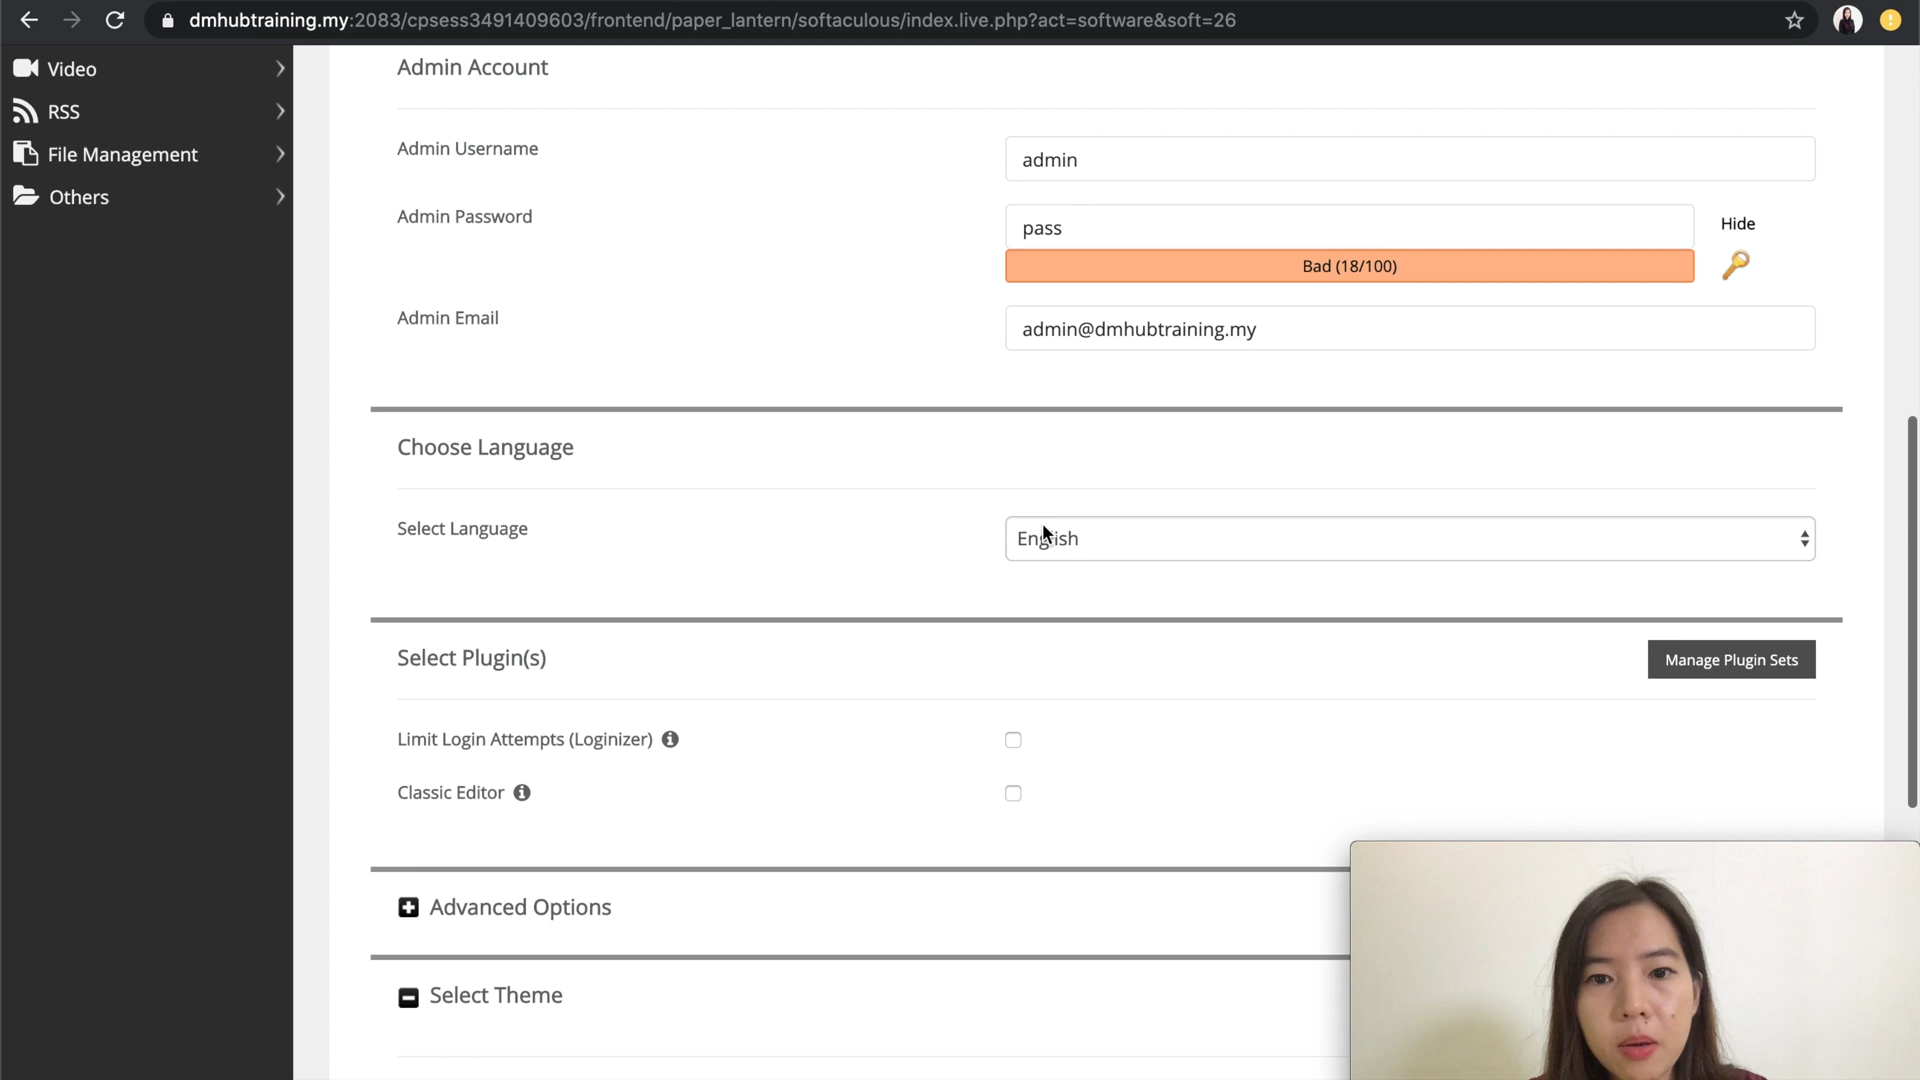 dmhubtraining.my:2083/cpsess3491409603/frontend/paper_lantern/softaculous/index.live.php?act=software&soft=26
Video
RSS
File Management
Others
Admin Account
Admin Username
admin
Admin Password
pass
Hide
Bad (18/100)
Admin Email
admin@dmhubtraining.my
Choose Language
Select Language
English
Select Plugin(s)
Manage Plugin Sets
Limit Login Attempts (Loginizer)
Classic Editor
Advanced Options
Select Theme